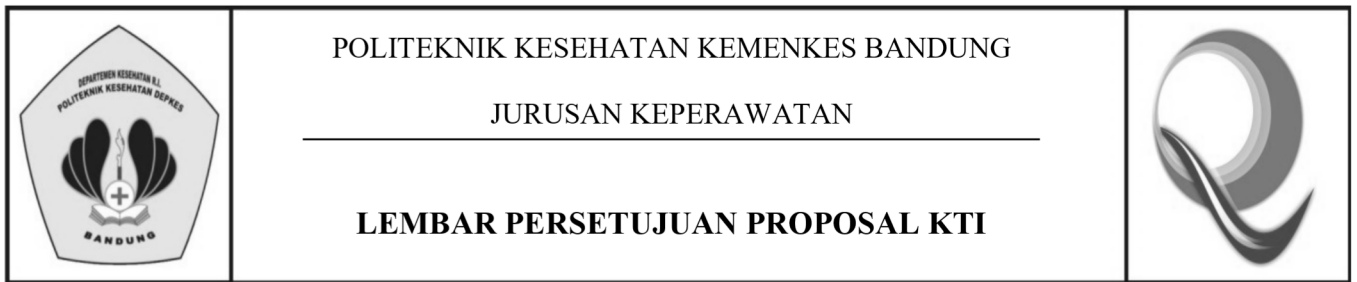 DEPARTEMEN KESEHATAN R.I.
POLITEKNIK KESEHATAN DEPKES
BANDUNG
POLITEKNIK KESEHATAN KEMENKES BANDUNG
JURUSAN KEPERAWATAN
LEMBAR PERSETUJUAN PROPOSAL KTI